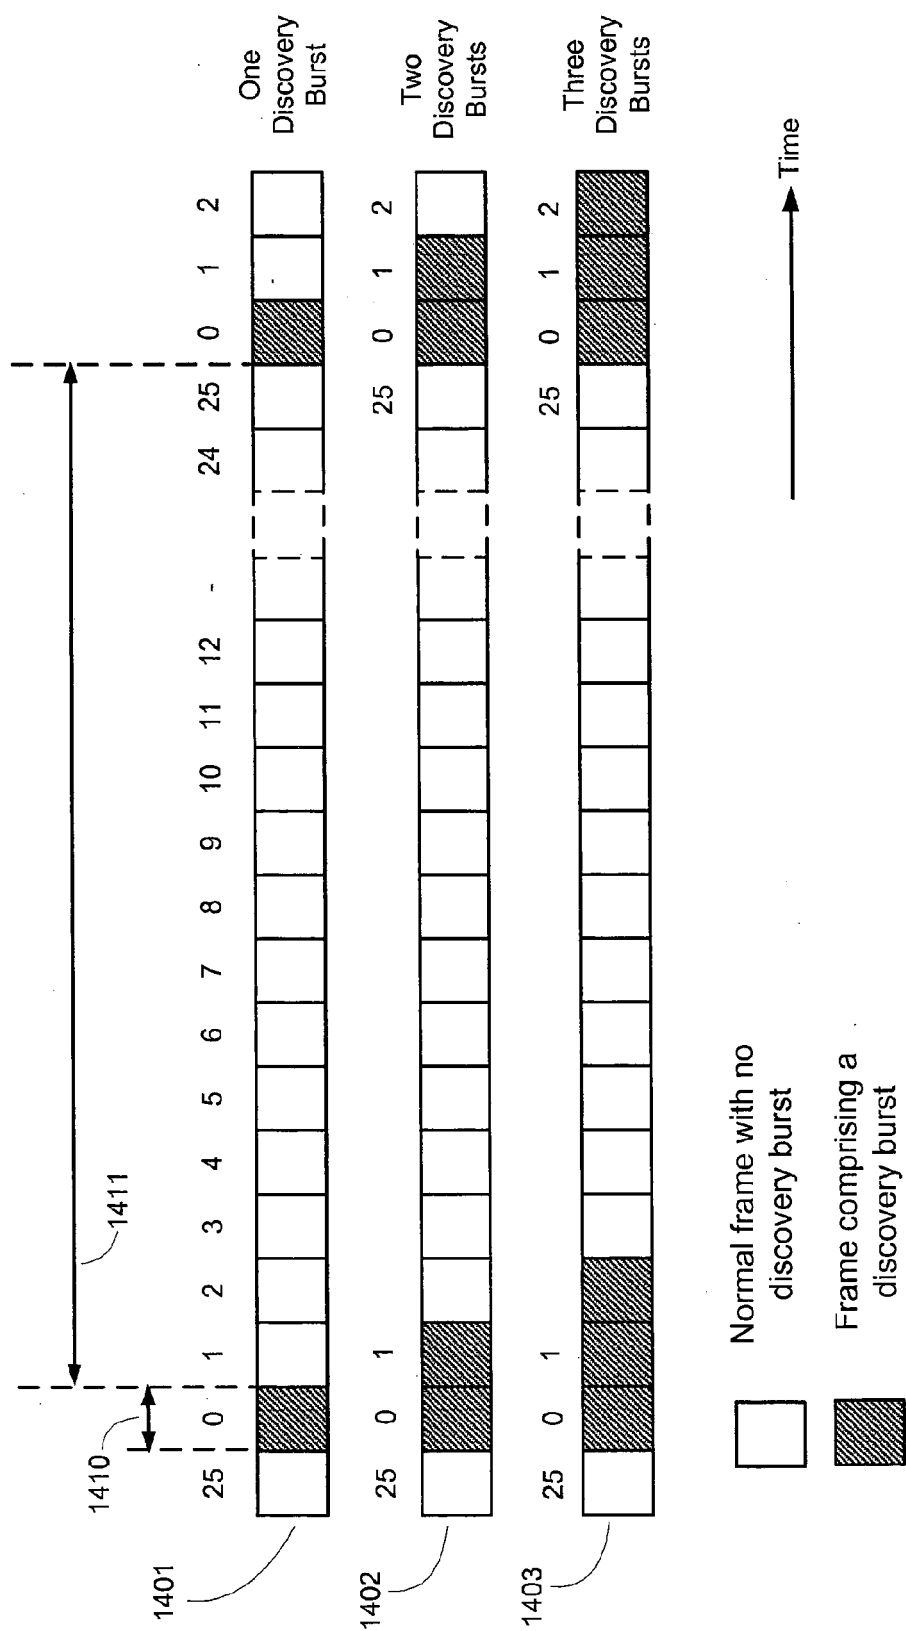 1411
1410
25 0 1 2 3 4 5 6 7 8 9 10 11 12 - 24 25 0 1 2
One
Discovery
Burst
1401
25 0 1 25 0 1 2
Two
Discovery
Bursts
1402
25 0 1 25 0 1 2
Three
Discovery
Bursts
1403
Time
Normal frame with no
discovery burst
Frame comprising a
discovery burst